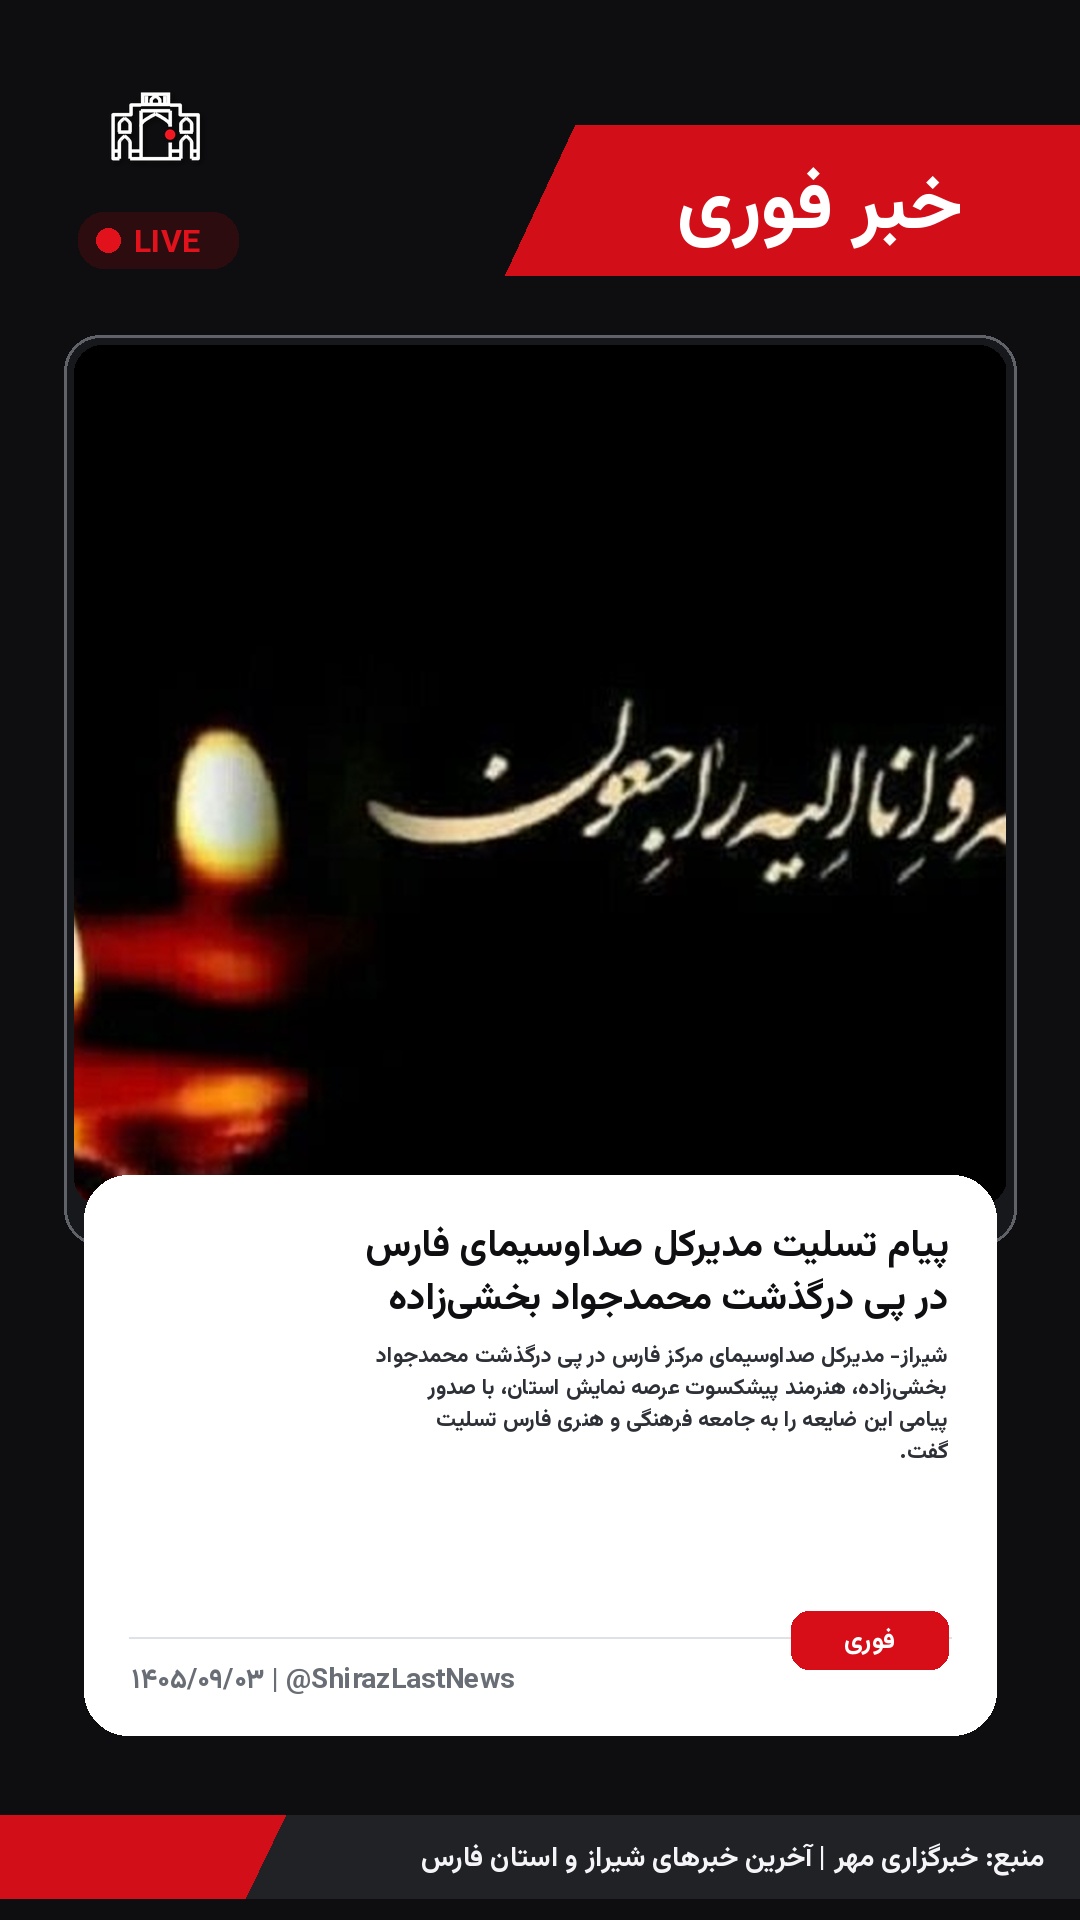 خبر فوری
LIVE
وَاِنا اِلیه راجِعون
پیام تسلیت مدیرکل صداوسیمای فارس
در پی درگذشت محمدجواد بخشی‌زاده
شیراز- مدیرکل صداوسیمای مرکز فارس در پی درگذشت محمدجواد
بخشی‌زاده، هنرمند پیشکسوت عرصه نمایش استان، با صدور
پیامی این ضایعه را به جامعه فرهنگی و هنری فارس تسلیت
گفت.
فوری
۱۴۰۵/۰۹/۰۳ | @ShirazLastNews
منبع: خبرگزاری مهر | آخرین خبرهای شیراز و استان فارس